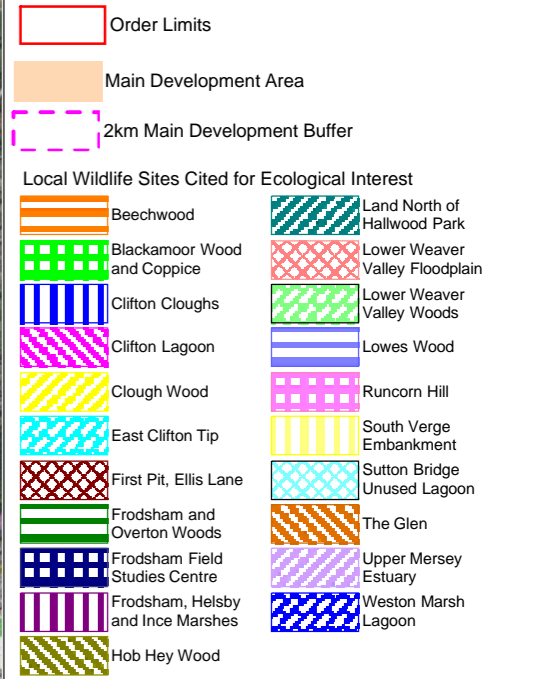 Order Limits
Main Development Area
2km Main Development Buffer
Local Wildlife Sites Cited for Ecological Interest
Beechwood
Blackamoor Wood
and Coppice
Clifton Cloughs
Clifton Lagoon
Clough Wood
East Clifton Tip
First Pit, Ellis Lane
Frodsham and
Overton Woods
Frodsham Field
Studies Centre
Frodsham, Helsby
and Ince Marshes
Hob Hey Wood
Land North of
Hallwood Park
Lower Weaver
Valley Floodplain
Lower Weaver
Valley Woods
Lowes Wood
Runcorn Hill
South Verge
Embankment
Sutton Bridge
Unused Lagoon
The Glen
Upper Mersey
Estuary
Weston Marsh
Lagoon